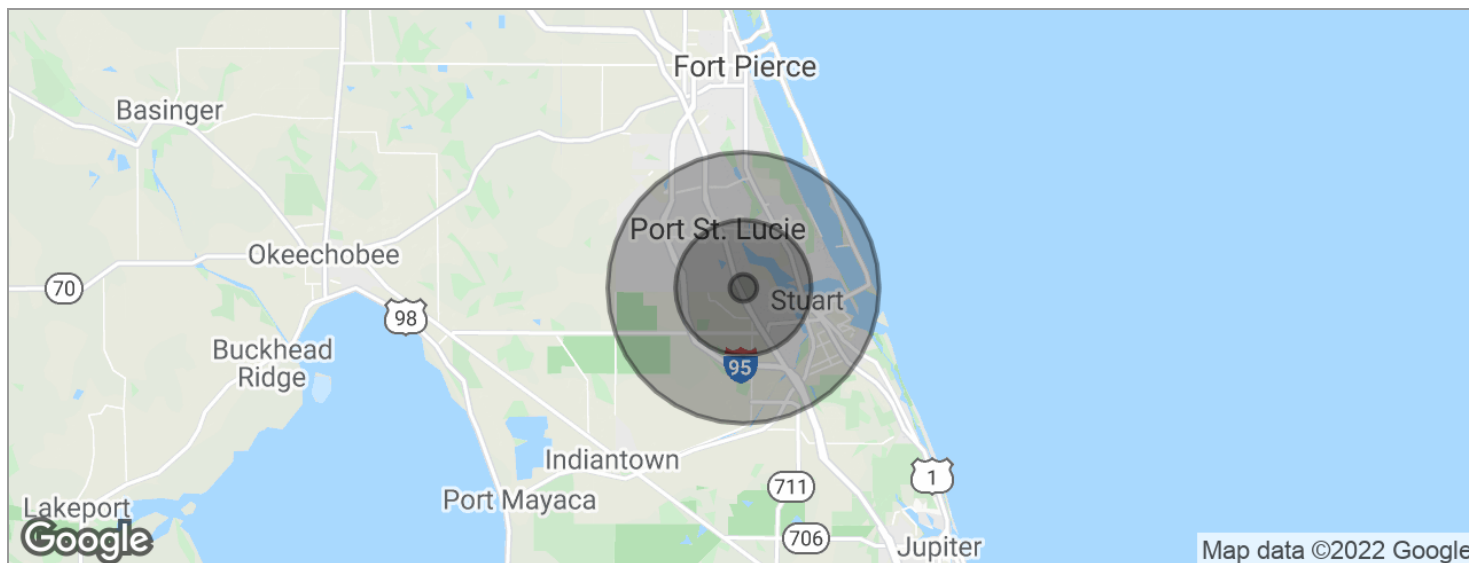 Fort Pierce
Basinger
Port St. Lucie
Okeechobee
70
Stuart
98
Buckhead
Ridge
95
Indiantown
1
711
Port Mayaca
Lakeport
706
Jupiter
Google
Map data ©2022 Google